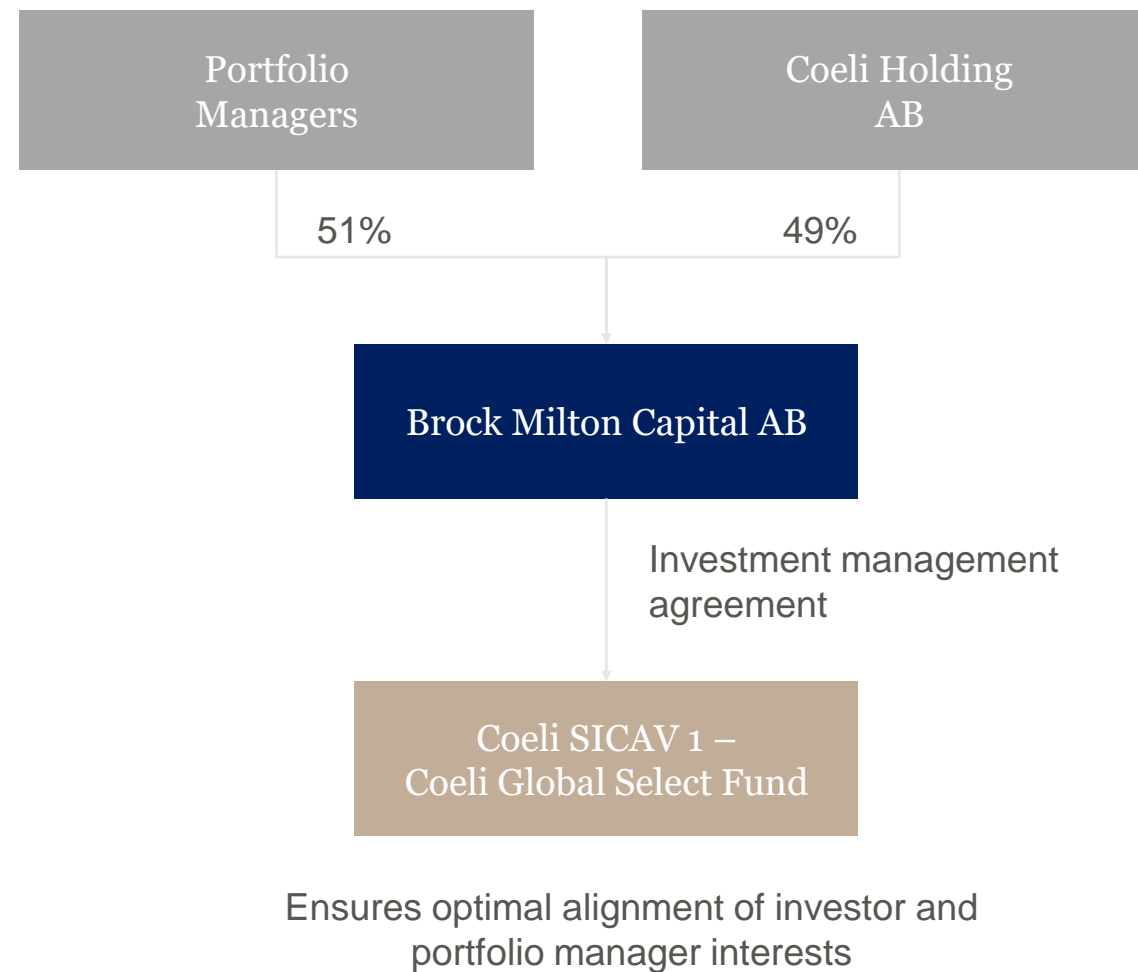 Portfolio
Managers
Coeli Holding
AB
51%
49%
Brock Milton Capital AB
Investment management
agreement
Coeli SICAV 1 –
Coeli Global Select Fund
Ensures optimal alignment of investor and
portfolio manager interests